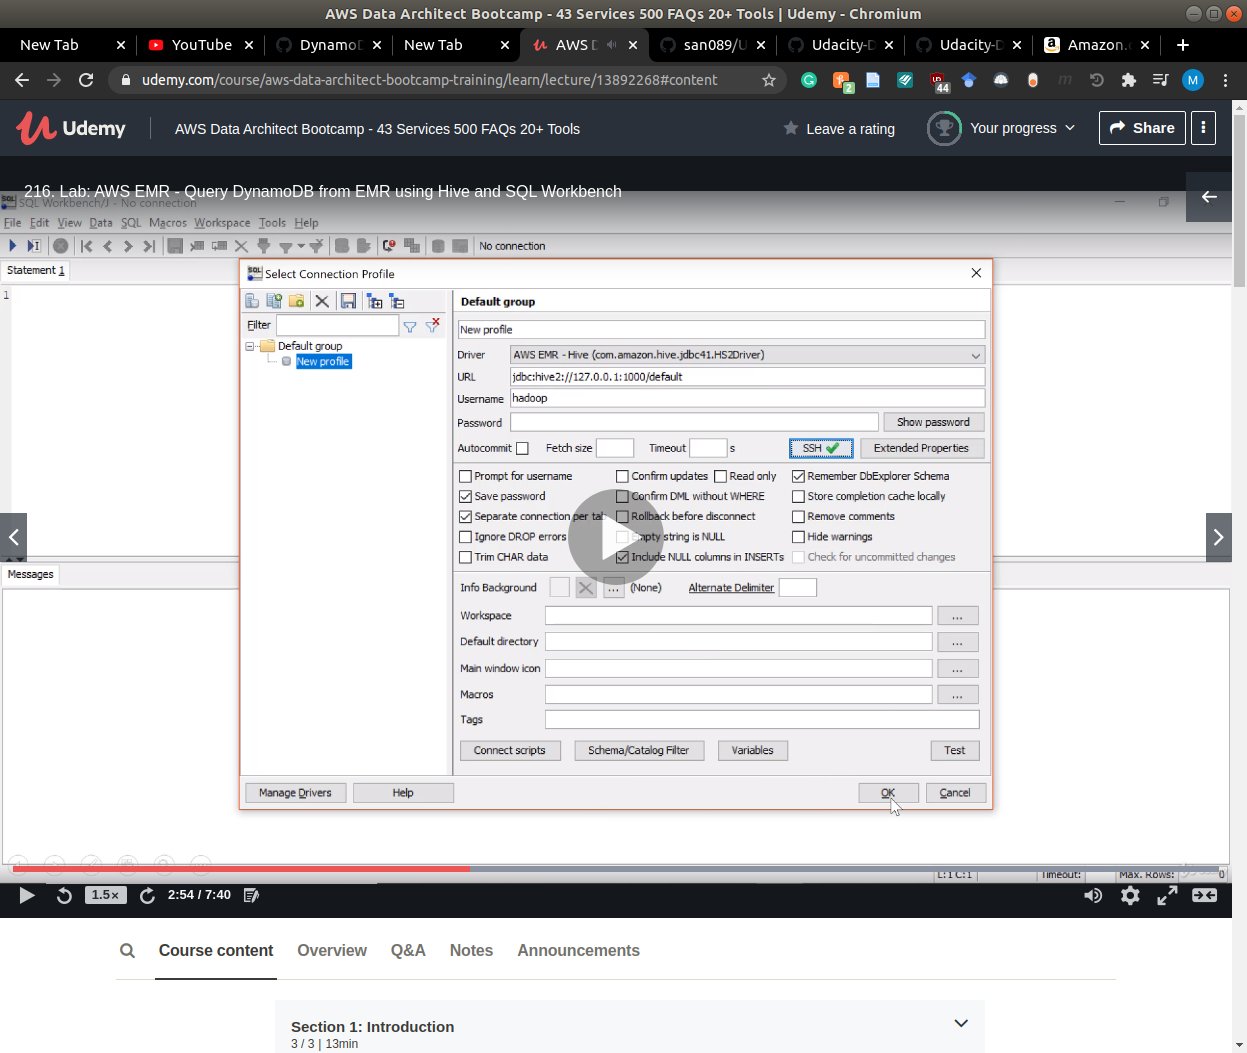 AWS Data Architect Bootcamp - 43 Services 500 FAQs 20+ Tools | Udemy - Chromium
New Tab YouTube Dynamo New Tab AWS san089/U Udacity-D Udacity-D Amazon.
udemy.com/course/aws-data-architect-bootcamp-training/learn/lecture/13892268#content 2 44 M
Udemy AWS Data Architect Bootcamp - 43 Services 500 FAQs 20+ Tools Leave a rating Your progress Share
216. Lab: AWS EMR - Query DynamoDB from EMR using Hive and SQL Workbench
SQL Workbench/J - No connection
File Edit View Data SQL Macros Workspace Tools Help
No connection
Statement 1
1
Select Connection Profile
Default group
Filter
New profile
Default group
New profile
Driver AWS EMR - Hive (com.amazon.hive.jdbc41.HS2Driver)
URL jdbc:hive2://127.0.0.1:1000/default
Username hadoop
Password Show password
Autocommit Fetch size Timeout s SSH Extended Properties
Prompt for username Confirm updates Read only Remember DbExplorer Schema
Save password Confirm DML without WHERE Store completion cache locally
Separate connection per tab Rollback before disconnect Remove comments
Ignore DROP errors Empty string is NULL Hide warnings
Trim CHAR data Include NULL columns in INSERTs Check for uncommitted changes
Info Background ... (None) Alternate Delimiter
Workspace ...
Default directory ...
Main window icon ...
Macros ...
Tags
Connect scripts Schema/Catalog Filter Variables Test
Manage Drivers Help OK Cancel
Messages
L:1 C:1 Timeout: Max. Rows: 0
1.5× 2:54 / 7:40
Course content Overview Q&A Notes Announcements
Section 1: Introduction
3 / 3 | 13min